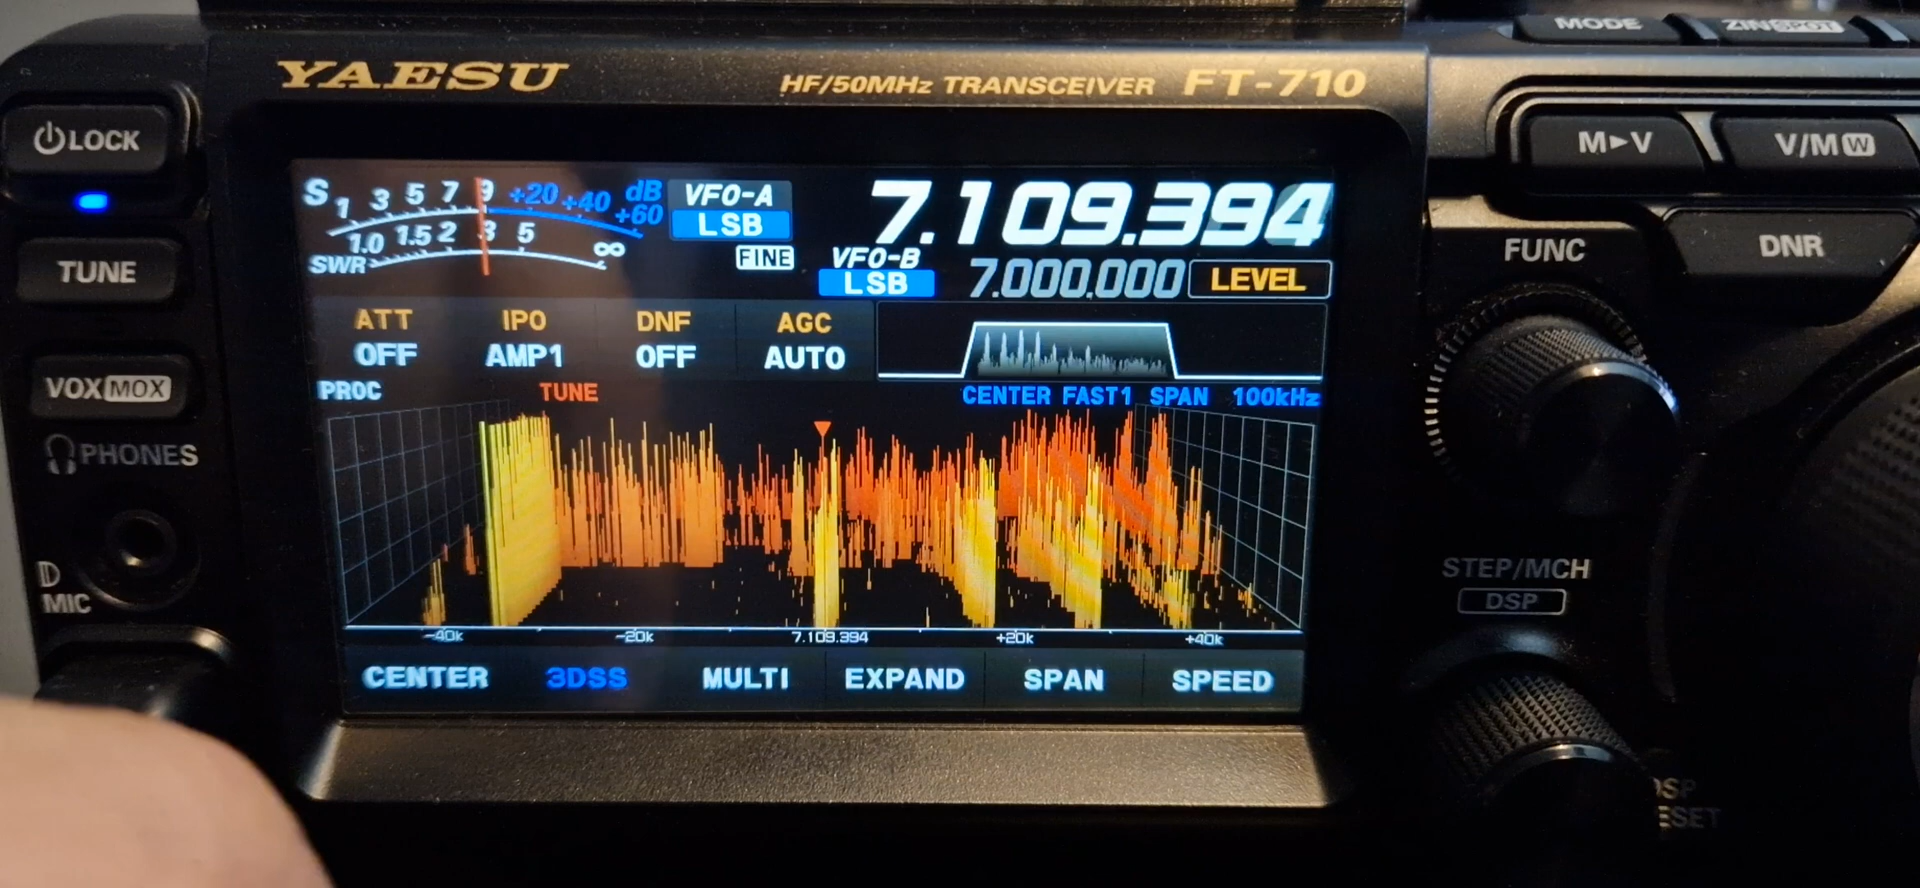 MODE ZIN SPOT
YAESU HF/50MHz TRANSCEIVER FT-710
LOCK
M►V V/M W
S 1 3 5 7 9 +20 +40 +60 dB
VFO-A
LSB
7.109.394
1.0 1.5 2 3 5 ∞
SWR
FINE
VFO-B
LSB
7.000.000
LEVEL
FUNC
DNR
TUNE
ATT IPO DNF AGC
OFF AMP1 OFF AUTO
VOX MOX
PROC TUNE CENTER FAST1 SPAN 100kHz
PHONES
STEP/MCH
DSP
MIC
-40k -20k 7.109.394 +20k +40k
CENTER 3DSS MULTI EXPAND SPAN SPEED